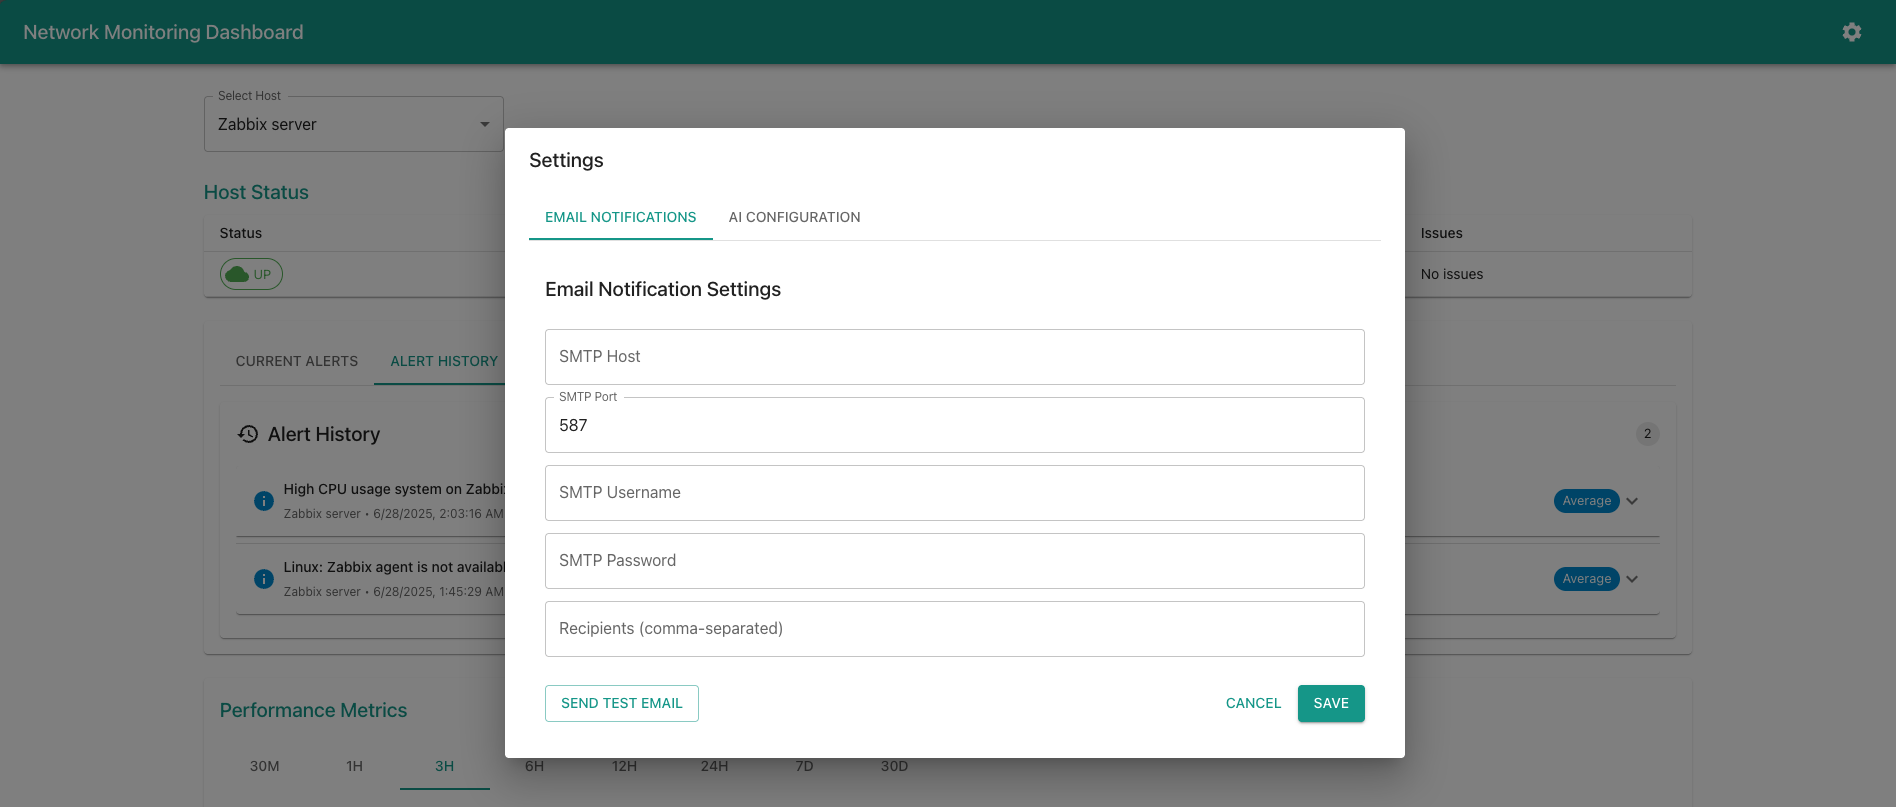 Network Monitoring Dashboard
Select Host
Zabbix server
Host Status
Status
Issues
UP
No issues
CURRENT ALERTS
ALERT HISTORY
Alert History
2
High CPU usage system on Zabbi
Zabbix server • 6/28/2025, 2:03:16 AM
Average
Linux: Zabbix agent is not availab
Zabbix server • 6/28/2025, 1:45:29 AM
Average
Performance Metrics
30M 1H 3H 6H 12H 24H 7D 30D
Settings
EMAIL NOTIFICATIONS
AI CONFIGURATION
Email Notification Settings
SMTP Host
SMTP Port
587
SMTP Username
SMTP Password
Recipients (comma-separated)
SEND TEST EMAIL
CANCEL
SAVE